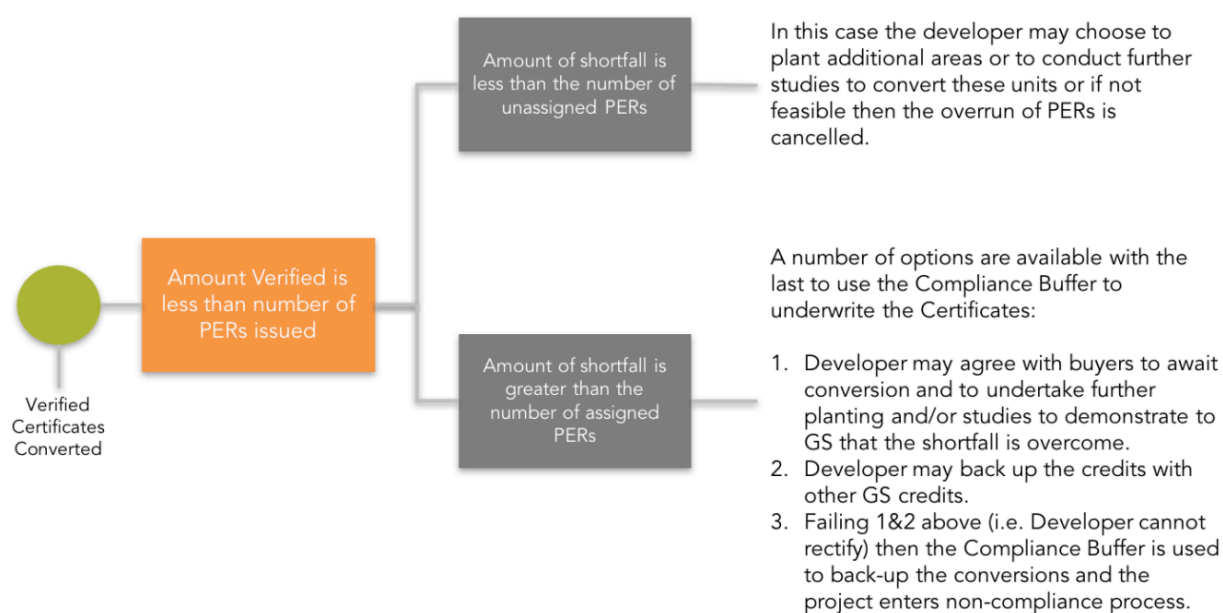 Verified
Certificates
Converted
Amount Verified is
less than number of
PERs issued
Amount of shortfall is
less than the number of
unassigned PERs
In this case the developer may choose to
plant additional areas or to conduct further
studies to convert these units or if not
feasible then the overrun of PERs is
cancelled.
Amount of shortfall is
greater than the
number of assigned
PERs
A number of options are available with the
last to use the Compliance Buffer to
underwrite the Certificates:
1. Developer may agree with buyers to await
conversion and to undertake further
planting and/or studies to demonstrate to
GS that the shortfall is overcome.
2. Developer may back up the credits with
other GS credits.
3. Failing 1&2 above (i.e. Developer cannot
rectify) then the Compliance Buffer is used
to back-up the conversions and the
project enters non-compliance process.